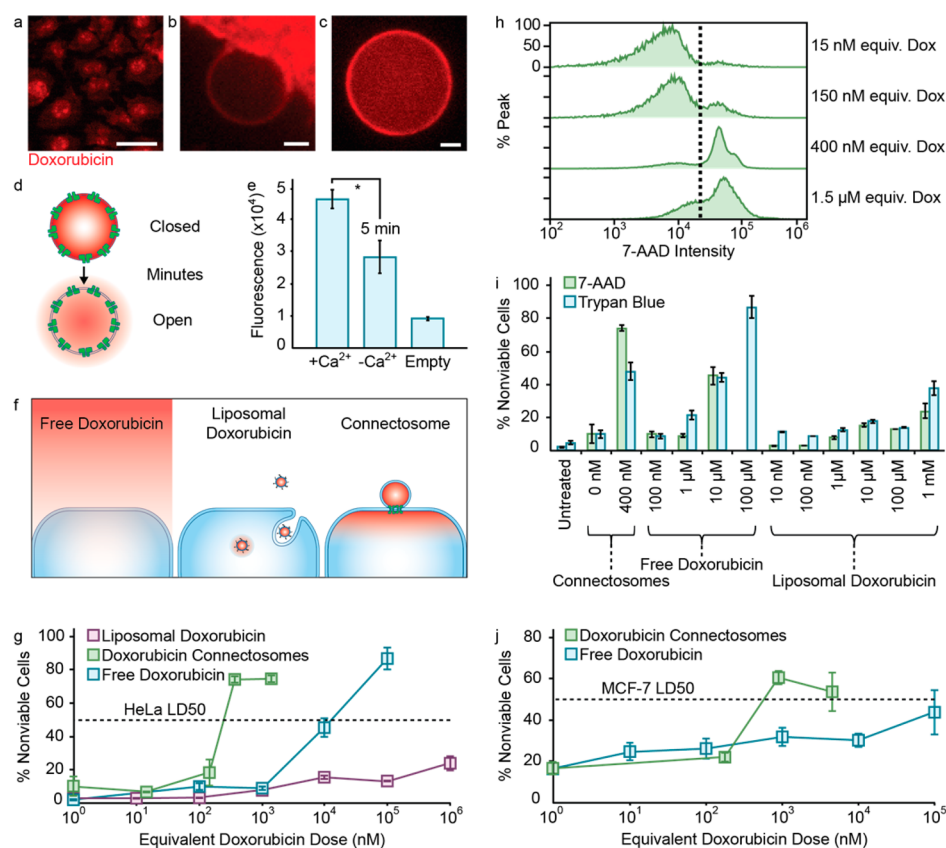 a
b
c
Doxorubicin
d
Closed
Minutes
Open
e
Fluorescence (x10⁴)
5
4
3
2
1
0
*
5 min
+Ca²⁺
-Ca²⁺
Empty
f
Free Doxorubicin
Liposomal
Doxorubicin
Connectosome
g
Liposomal Doxorubicin
Doxorubicin Connectosomes
Free Doxorubicin
HeLa LD50
% Nonviable Cells
100
80
60
40
20
0
10⁰
10¹
10²
10³
10⁴
10⁵
10⁶
Equivalent Doxorubicin Dose (nM)
h
% Peak
100
50
0
15 nM equiv. Dox
150 nM equiv. Dox
400 nM equiv. Dox
1.5 µM equiv. Dox
10²
10³
10⁴
10⁵
10⁶
7-AAD Intensity
i
7-AAD
Trypan Blue
% Nonviable Cells
80
60
40
20
0
Untreated
0 nM
400 nM
100 nM
1 µM
10 µM
100 µM
10 nM
100 nM
1µM
10 µM
100 µM
1 mM
Connectosomes
Free Doxorubicin
Liposomal Doxorubicin
j
Doxorubicin Connectosomes
Free Doxorubicin
MCF-7 LD50
% Nonviable Cells
80
60
40
20
0
10⁰
10¹
10²
10³
10⁴
10⁵
Equivalent Doxorubicin Dose (nM)